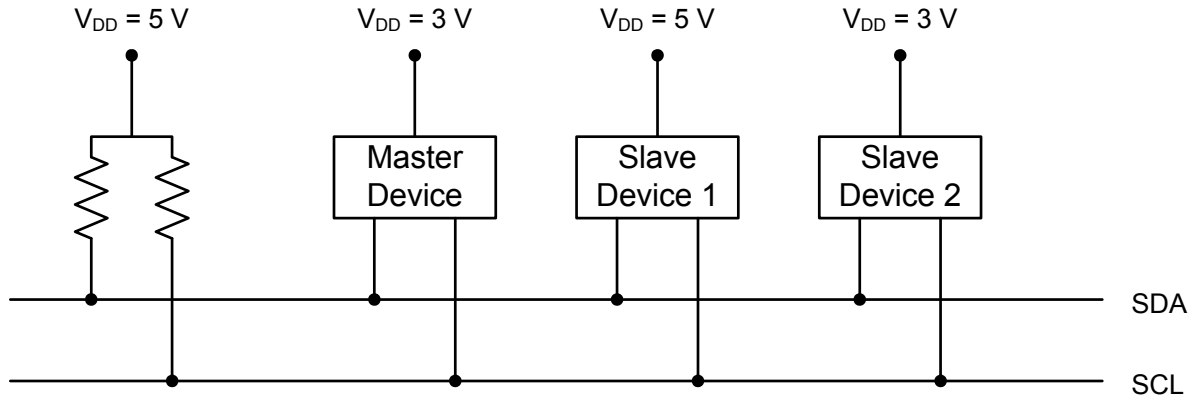 V_DD = 5 V
V_DD = 3 V
V_DD = 5 V
V_DD = 3 V
Master
Device
Slave
Device 1
Slave
Device 2
SDA
SCL